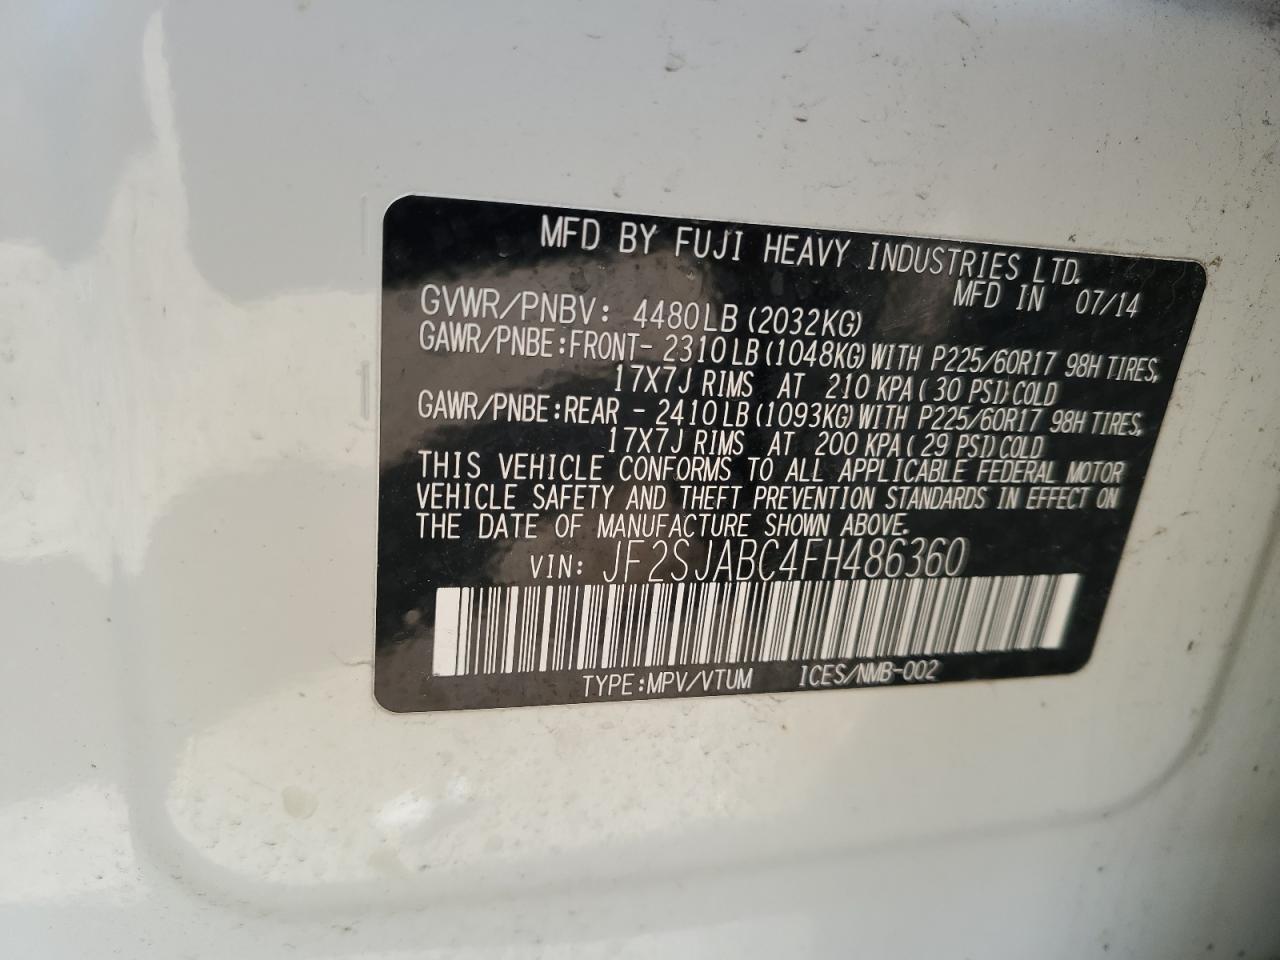 MFD BY FUJI HEAVY INDUSTRIES LTD.
MFD IN 07/14
GVWR/PNBV: 4480LB (2032KG)
GAWR/PNBE:FRONT- 2310LB (1048KG) WITH P225/60R17 98H TIRES,
17X7J RIMS AT 210 KPA( 30 PSI)COLD
GAWR/PNBE:REAR - 2410LB (1093KG) WITH P225/60R17 98H TIRES,
17X7J RIMS AT 200 KPA( 29 PSI)COLD
THIS VEHICLE CONFORMS TO ALL APPLICABLE FEDERAL MOTOR
VEHICLE SAFETY AND THEFT PREVENTION STANDARDS IN EFFECT ON
THE DATE OF MANUFACTURE SHOWN ABOVE.
VIN: JF2SJABC4FH486360
TYPE:MPV/VTUM ICES/NMB-002